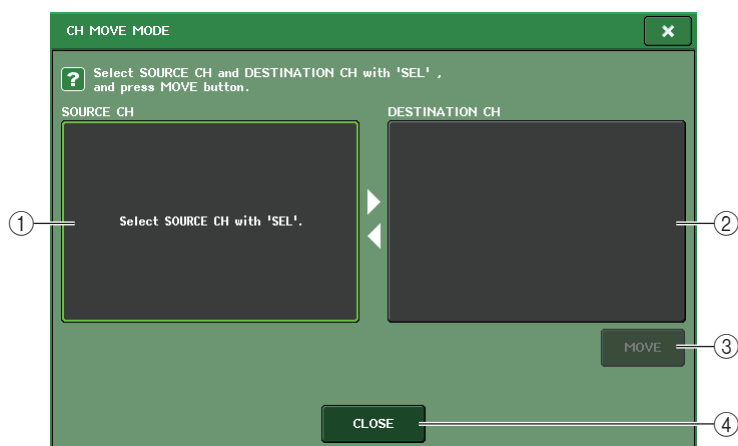 CH MOVE MODE
? Select SOURCE CH and DESTINATION CH with 'SEL' ,
and press MOVE button.
SOURCE CH
DESTINATION CH
① Select SOURCE CH with 'SEL'. ②
MOVE ③
CLOSE ④